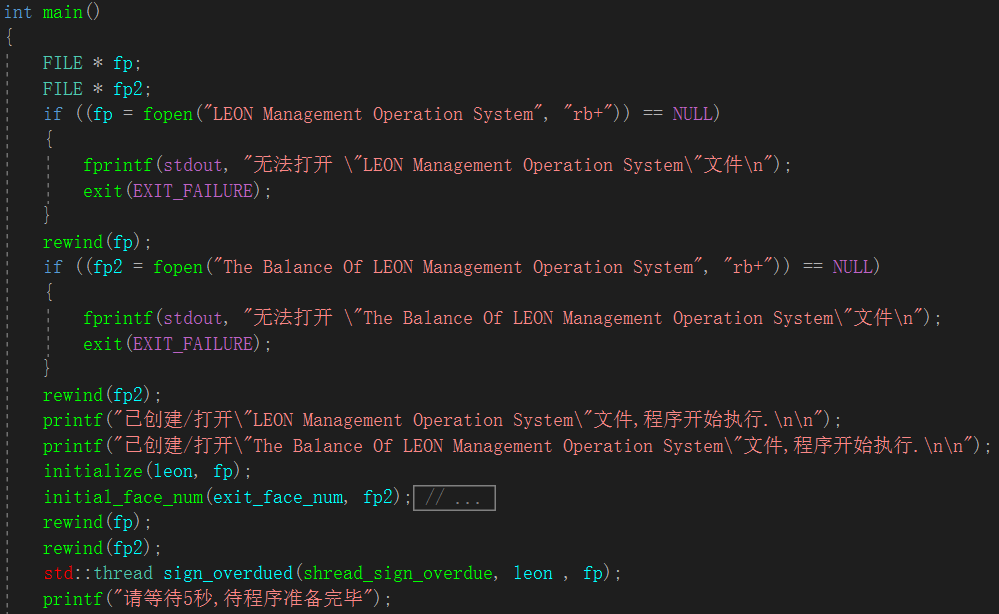 int main()
{
FILE * fp;
FILE * fp2;
if ((fp = fopen("LEON Management Operation System", "rb+")) == NULL)
{
fprintf(stdout, "无法打开 \"LEON Management Operation System\"文件\n");
exit(EXIT_FAILURE);
}
rewind(fp);
if ((fp2 = fopen("The Balance Of LEON Management Operation System", "rb+")) == NULL)
{
fprintf(stdout, "无法打开 \"The Balance Of LEON Management Operation System\"文件\n");
exit(EXIT_FAILURE);
}
rewind(fp2);
printf("已创建/打开\"LEON Management Operation System\"文件,程序开始执行.\n\n");
printf("已创建/打开\"The Balance Of LEON Management Operation System\"文件,程序开始执行.\n\n");
initialize(leon, fp);
initial_face_num(exit_face_num, fp2);// ...
rewind(fp);
rewind(fp2);
std::thread sign_overdued(shread_sign_overdue, leon , fp);
printf("请等待5秒,待程序准备完毕");